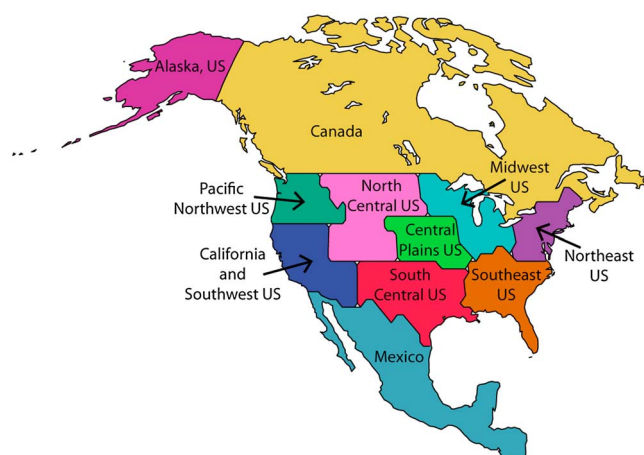 Alaska, US
Canada
Midwest
US
Pacific
Northwest US
North
Central US
Central
Plains US
California
and
Southwest US
Northeast
US
South
Central US
Southeast
US
Mexico